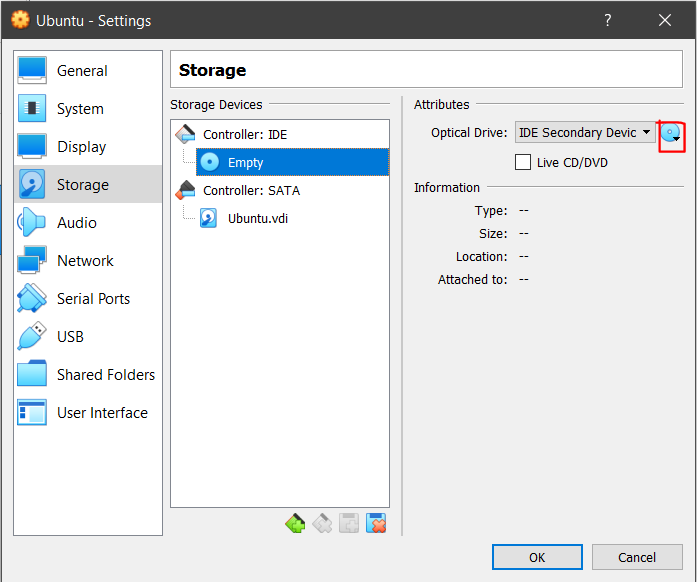 Ubuntu - Settings
?
General
System
Display
Storage
Audio
Network
Serial Ports
USB
Shared Folders
User Interface
Storage
Storage Devices
Controller: IDE
Empty
Controller: SATA
Ubuntu.vdi
Attributes
Optical Drive: IDE Secondary Devic
Live CD/DVD
Information
Type: --
Size: --
Location: --
Attached to: --
OK
Cancel